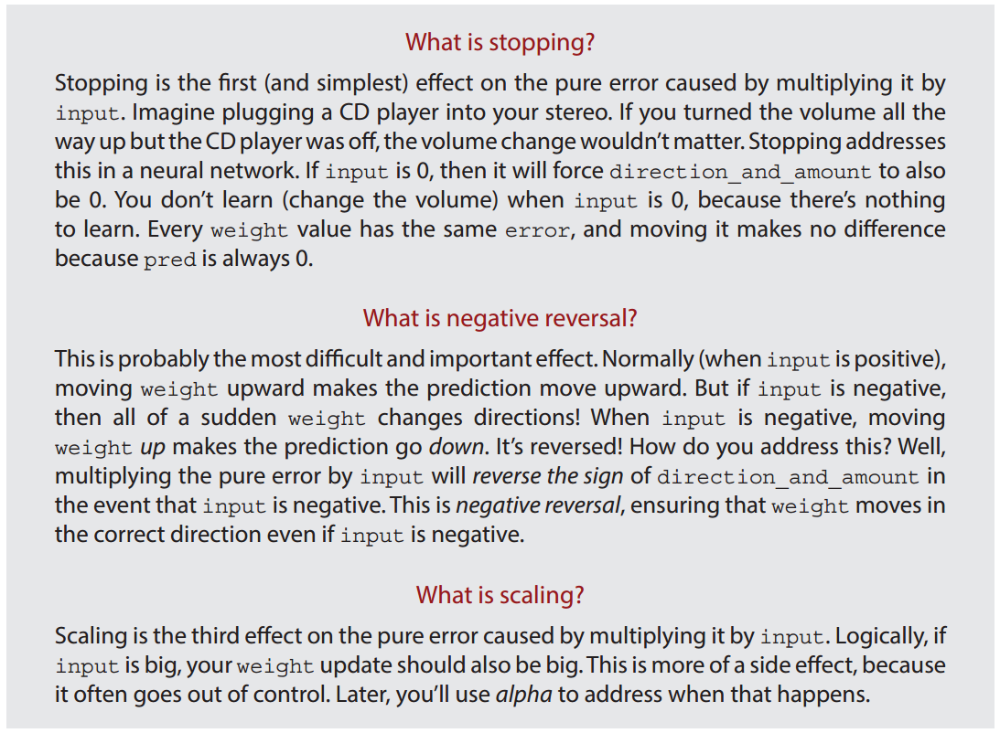 What is stopping?
Stopping is the first (and simplest) effect on the pure error caused by multiplying it by
input. Imagine plugging a CD player into your stereo. If you turned the volume all the
way up but the CD player was off, the volume change wouldn’t matter. Stopping addresses
this in a neural network. If input is 0, then it will force direction_and_amount to also
be 0. You don’t learn (change the volume) when input is 0, because there’s nothing
to learn. Every weight value has the same error, and moving it makes no difference
because pred is always 0.
What is negative reversal?
This is probably the most difficult and important effect. Normally (when input is positive),
moving weight upward makes the prediction move upward. But if input is negative,
then all of a sudden weight changes directions! When input is negative, moving
weight up makes the prediction go down. It’s reversed! How do you address this? Well,
multiplying the pure error by input will reverse the sign of direction_and_amount in
the event that input is negative. This is negative reversal, ensuring that weight moves in
the correct direction even if input is negative.
What is scaling?
Scaling is the third effect on the pure error caused by multiplying it by input. Logically, if
input is big, your weight update should also be big. This is more of a side effect, because
it often goes out of control. Later, you’ll use alpha to address when that happens.